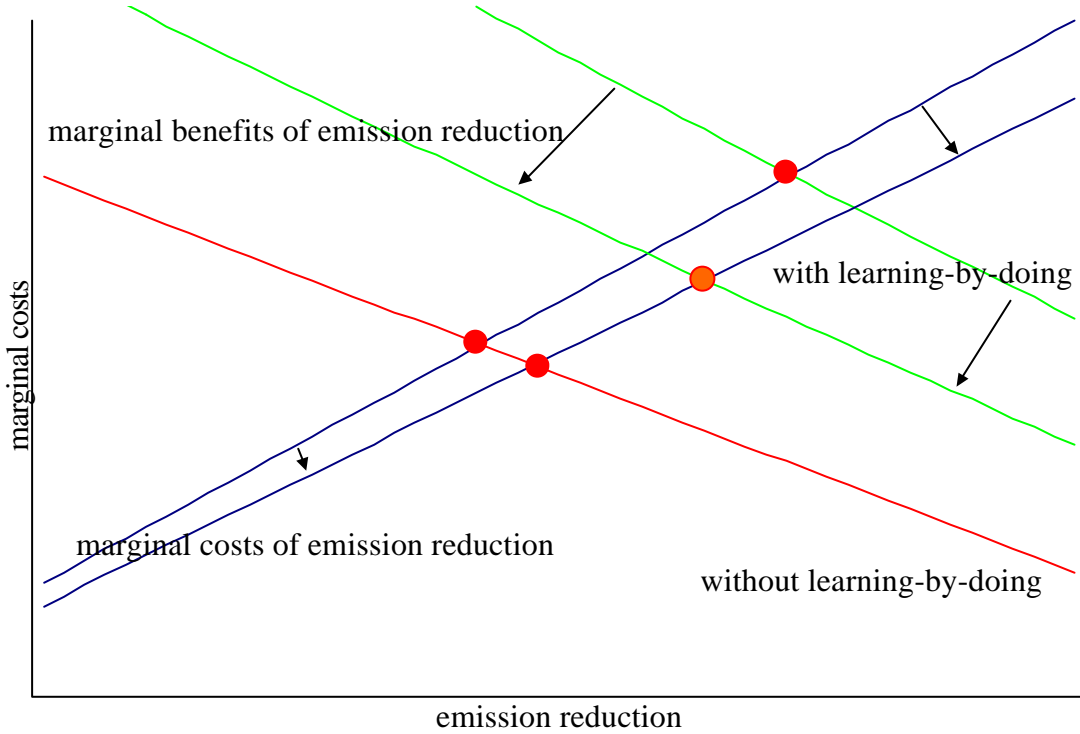 marginal benefits of emission reduction
with learning-by-doing
marginal costs
marginal costs of emission reduction
without learning-by-doing
emission reduction